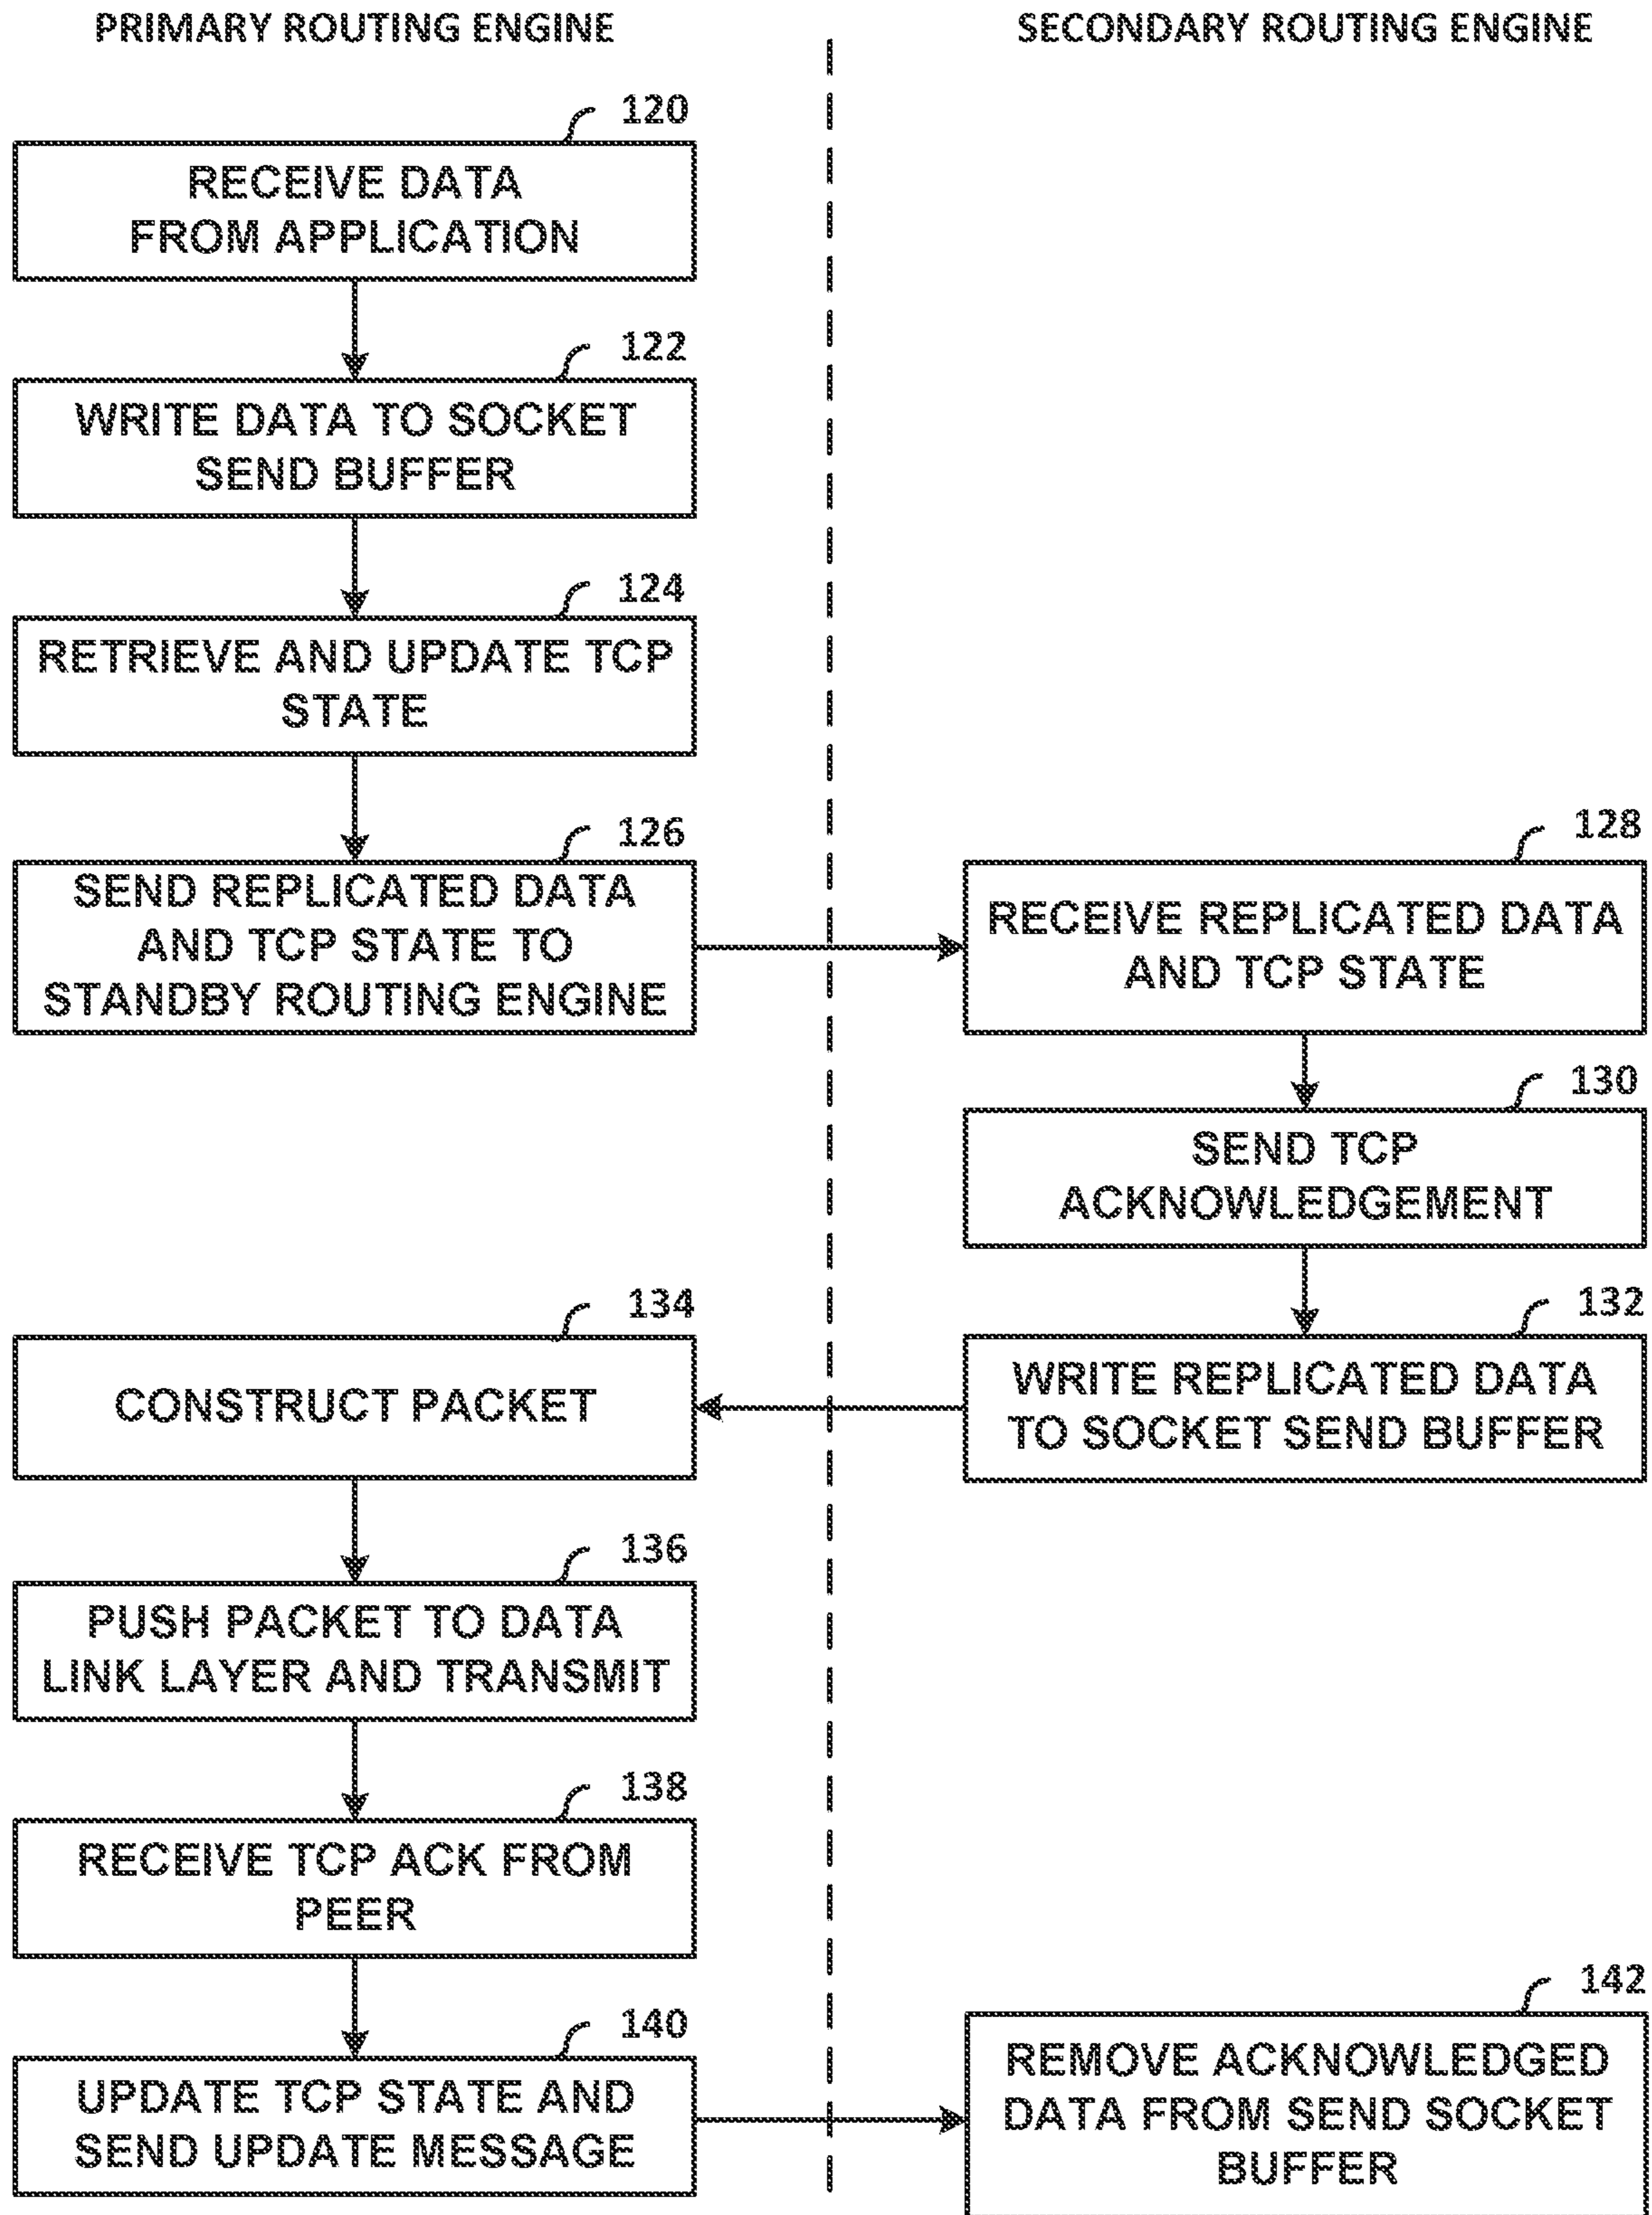 PRIMARY ROUTING ENGINE
SECONDARY ROUTING ENGINE
120
RECEIVE DATA
FROM APPLICATION
122
WRITE DATA TO SOCKET
SEND BUFFER
124
RETRIEVE AND UPDATE TCP
STATE
126
SEND REPLICATED DATA
AND TCP STATE TO
STANDBY ROUTING ENGINE
128
RECEIVE REPLICATED DATA
AND TCP STATE
130
SEND TCP
ACKNOWLEDGEMENT
132
WRITE REPLICATED DATA
TO SOCKET SEND BUFFER
134
CONSTRUCT PACKET
136
PUSH PACKET TO DATA
LINK LAYER AND TRANSMIT
138
RECEIVE TCP ACK FROM
PEER
140
UPDATE TCP STATE AND
SEND UPDATE MESSAGE
142
REMOVE ACKNOWLEDGED
DATA FROM SEND SOCKET
BUFFER